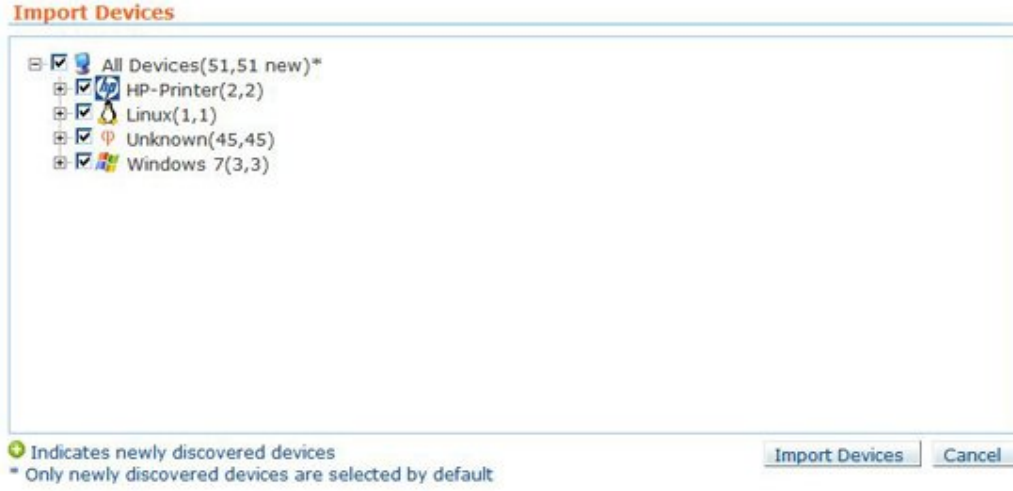 Import Devices
All Devices(51,51 new)*
hp HP-Printer(2,2)
Linux(1,1)
Unknown(45,45)
Windows 7(3,3)
Indicates newly discovered devices
* Only newly discovered devices are selected by default
Import Devices Cancel